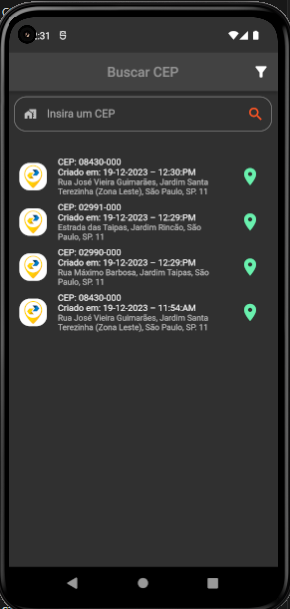 2:31
Buscar CEP
Insira um CEP
CEP: 08430-000
Criado em: 19-12-2023 – 12:30:PM
Rua José Vieira Guimarães, Jardim Santa
Terezinha (Zona Leste), São Paulo, SP. 11
CEP: 02991-000
Criado em: 19-12-2023 – 12:29:PM
Estrada das Taipas, Jardim Rincão, São
Paulo, SP. 11
CEP: 02990-000
Criado em: 19-12-2023 – 12:29:PM
Rua Máximo Barbosa, Jardim Taipas, São
Paulo, SP. 11
CEP: 08430-000
Criado em: 19-12-2023 – 11:54:AM
Rua José Vieira Guimarães, Jardim Santa
Terezinha (Zona Leste), São Paulo, SP. 11